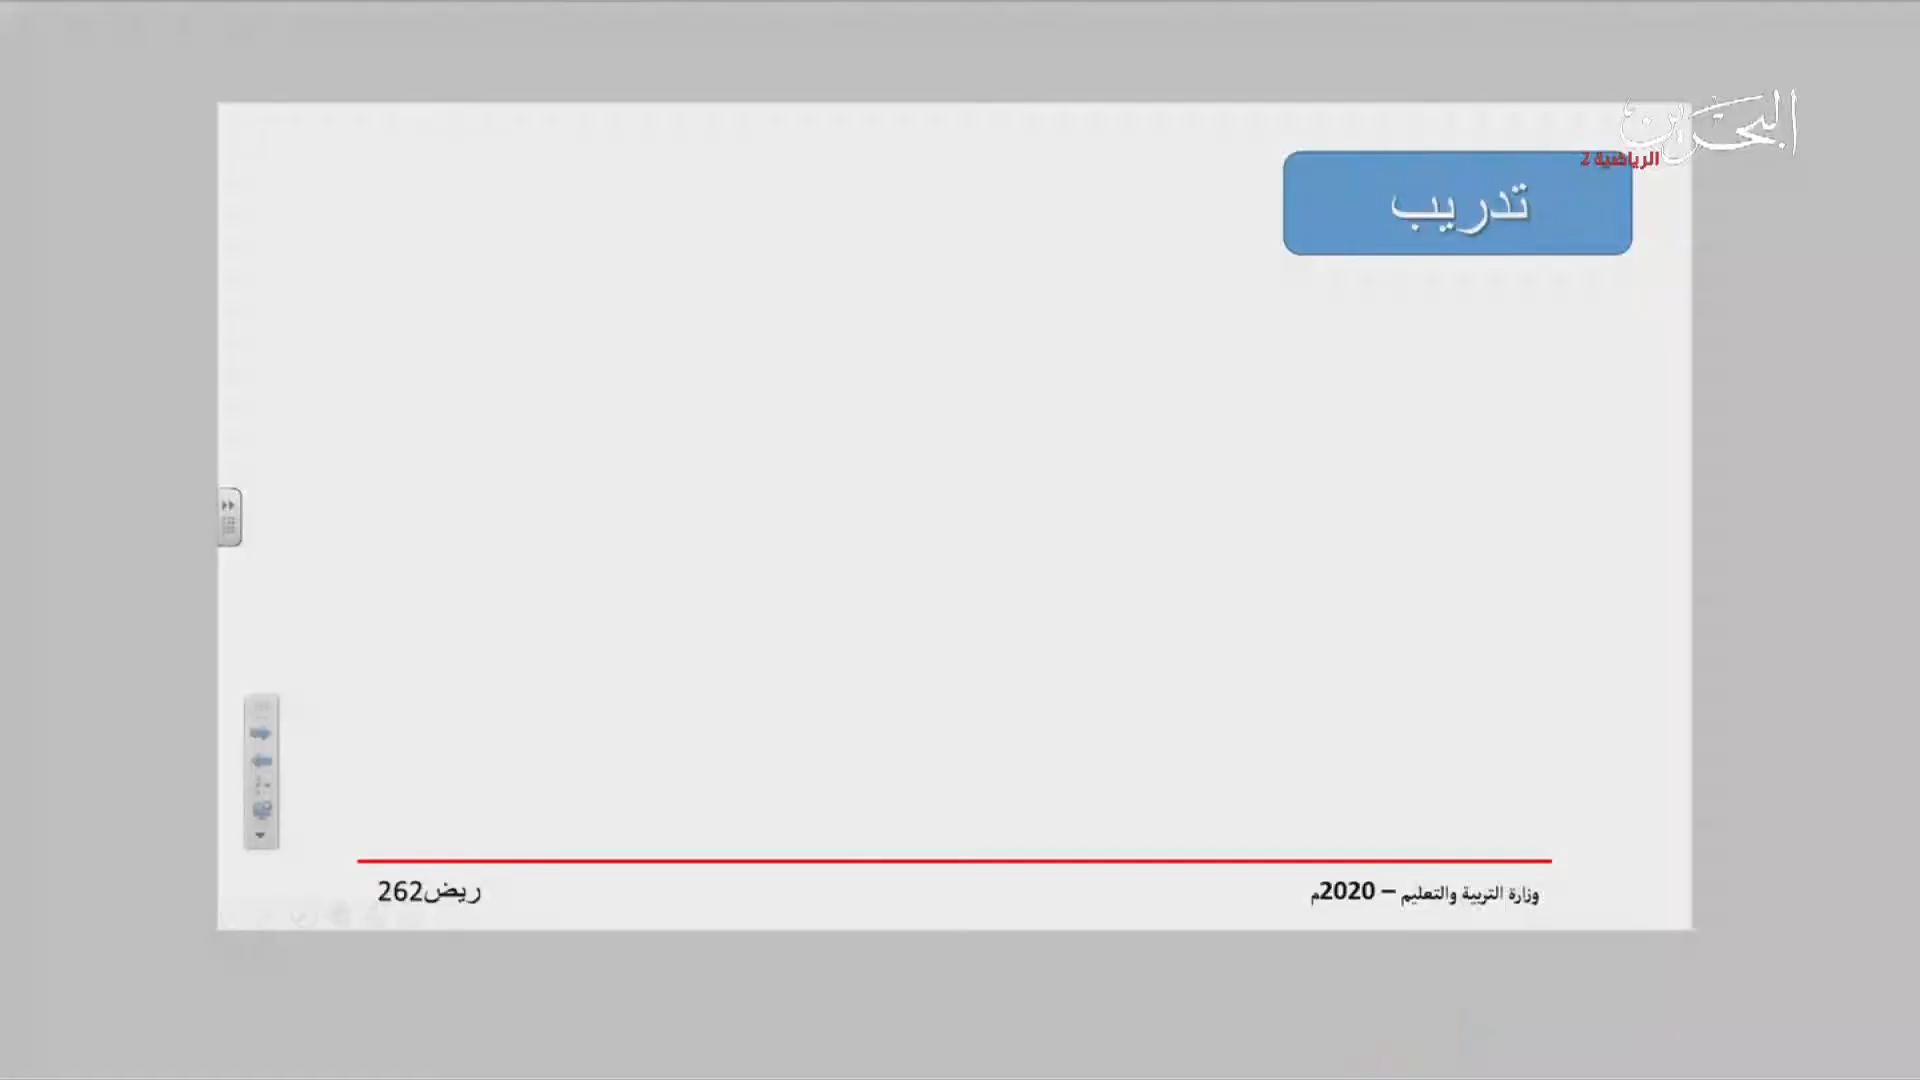 البحرين
الرياضية 2
تدريب
وزارة التربية والتعليم – 2020م
ريض262